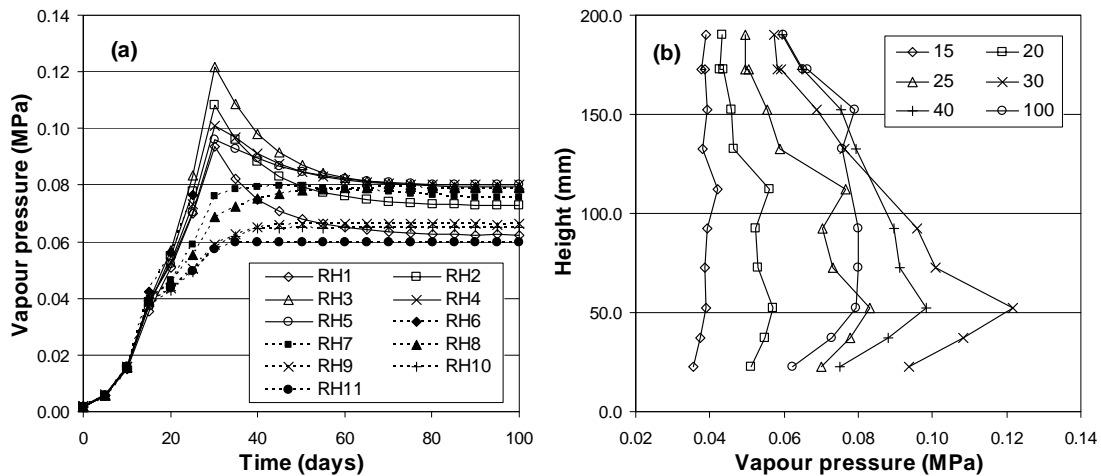 (a)
Vapour pressure (MPa)
0.14
0.12
0.10
0.08
0.06
0.04
0.02
0.00
0 20 40 60 80 100
Time (days)
RH1 RH2
RH3 RH4
RH5 RH6
RH7 RH8
RH9 RH10
RH11
(b)
Height (mm)
200.0
150.0
100.0
50.0
0.0
0.02 0.04 0.06 0.08 0.10 0.12 0.14
Vapour pressure (MPa)
15 20
25 30
40 100